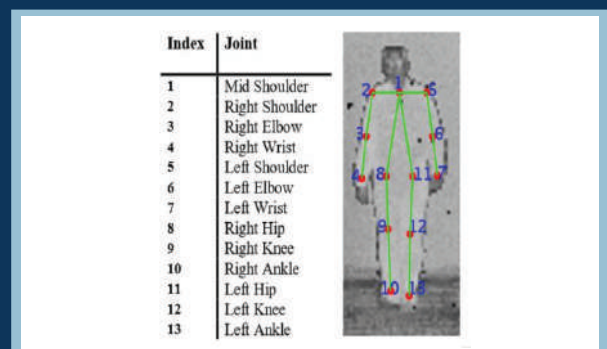 Index Joint
1 Mid Shoulder
2 Right Shoulder
3 Right Elbow
4 Right Wrist
5 Left Shoulder
6 Left Elbow
7 Left Wrist
8 Right Hip
9 Right Knee
10 Right Ankle
11 Left Hip
12 Left Knee
13 Left Ankle
2 1 5
3 6
4 8 11 7
9 12
10 13